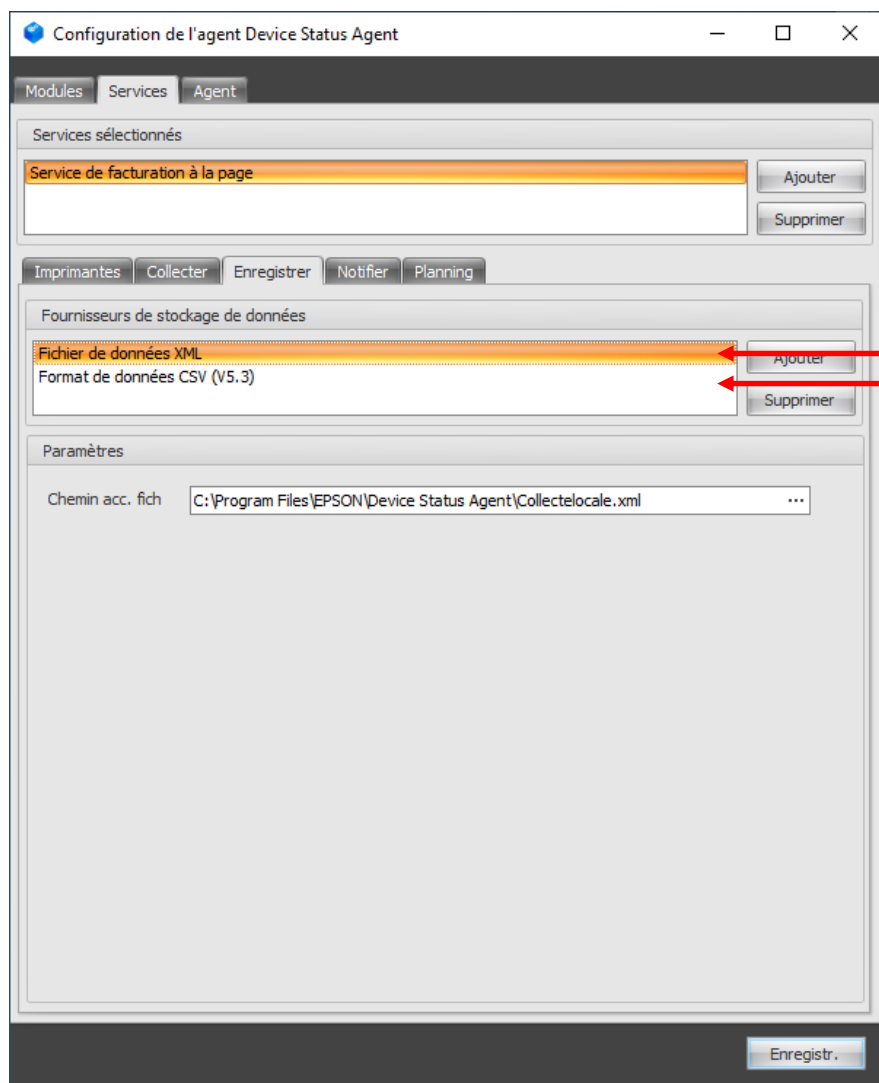 Configuration de l'agent Device Status Agent
Modules Services Agent
Services sélectionnés
Service de facturation à la page
Ajouter
Supprimer
Imprimantes Collecter Enregistrer Notifier Planning
Fournisseurs de stockage de données
Fichier de données XML
Ajouter
Format de données CSV (V5.3)
Supprimer
Paramètres
Chemin acc. fich C:\Program Files\EPSON\Device Status Agent\Collectelocale.xml ...
Enregistr.